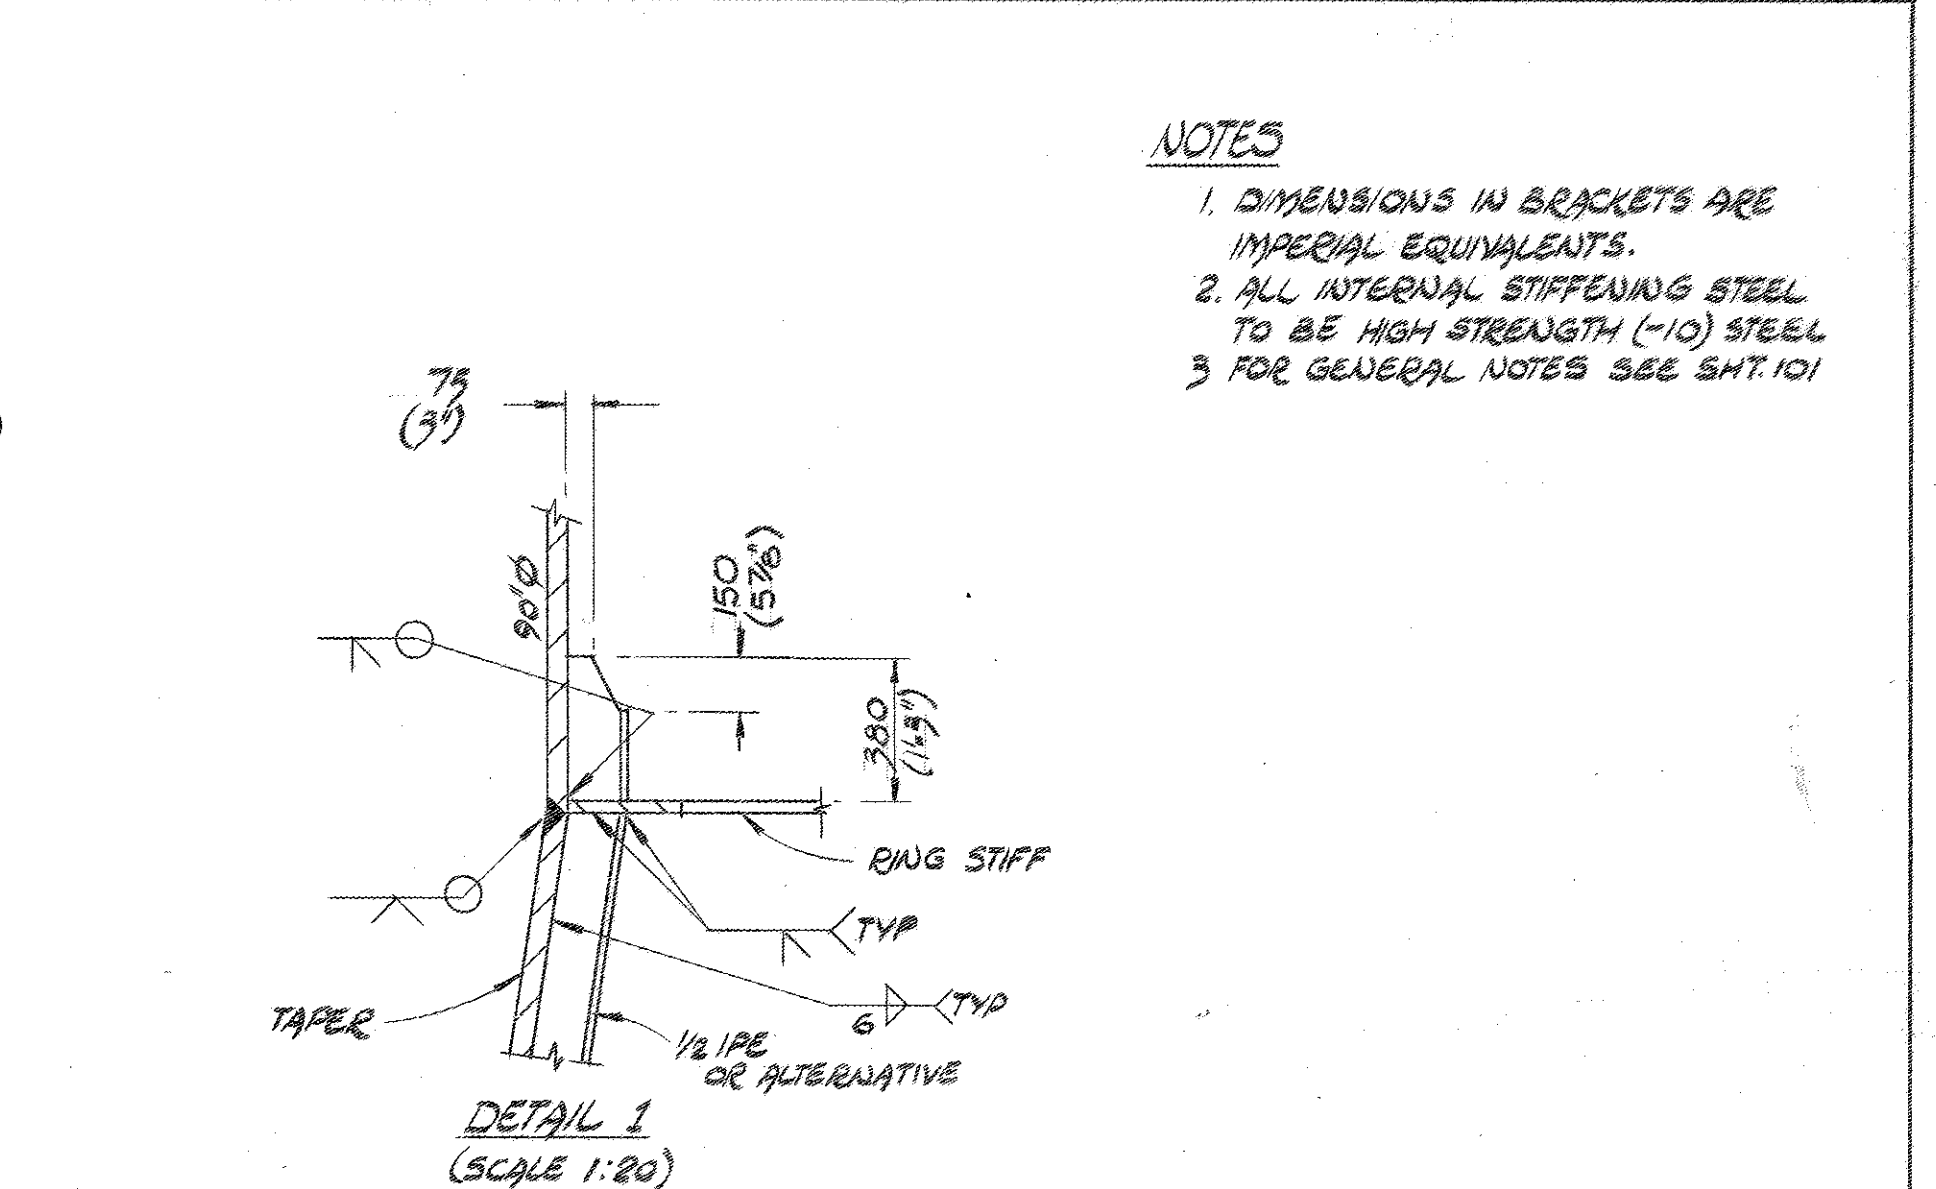 NOTES
1. DIMENSIONS IN BRACKETS ARE
IMPERIAL EQUIVALENTS.
2. ALL INTERNAL STIFFENING STEEL
TO BE HIGH STRENGTH (-10) STEEL
3 FOR GENERAL NOTES SEE SHT. 101
75
(3")
90"Ø
150
(5 7/8")
380
RING STIFF
TYP
6
TYP
TAPER
1/2 IPE
OR ALTERNATIVE
DETAIL 1
(SCALE 1:20)